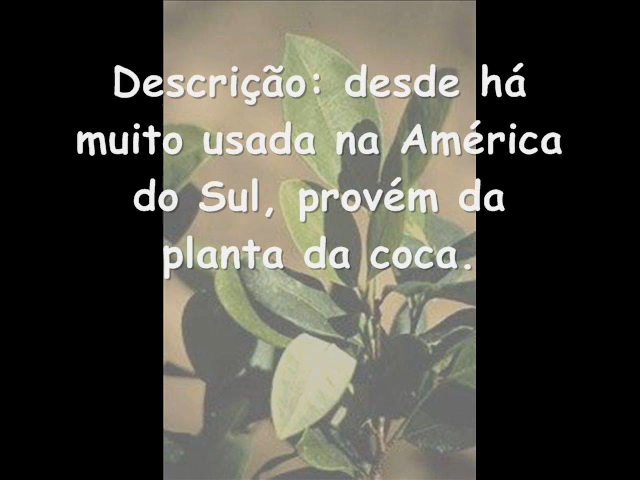 Descrição: desde há
muito usada na América
do Sul, provém da
planta da coca.